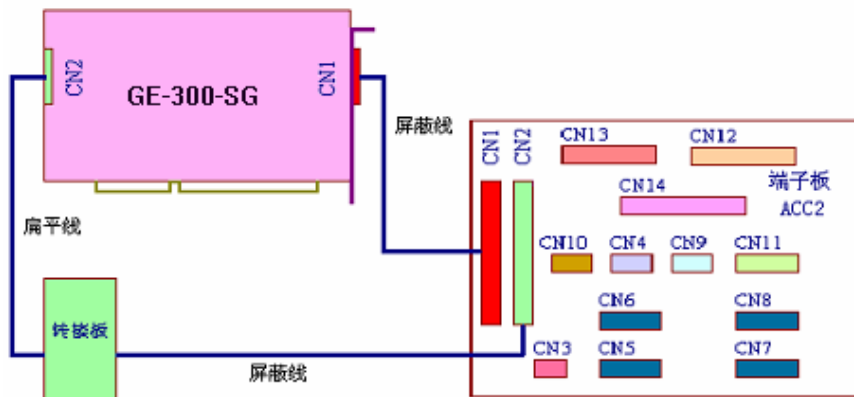 CN2
GE-300-SG
CN1
屏蔽线
扁平线
转接板
屏蔽线
CN1
CN2
CN13
CN12
CN14
端子板
ACC2
CN10
CN4
CN9
CN11
CN6
CN8
CN3
CN5
CN7